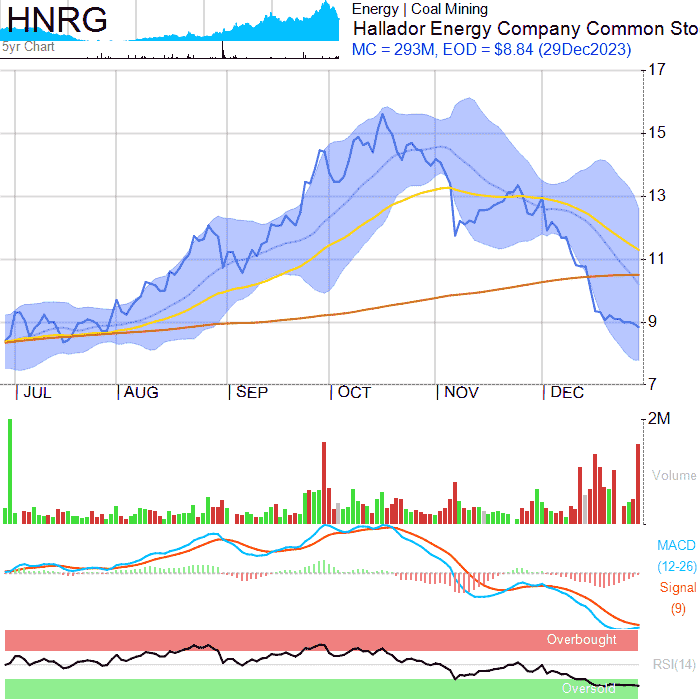 HNRG
5yr Chart
Energy | Coal Mining
Hallador Energy Company Common Sto
MC = 293M, EOD = $8.84 (29Dec2023)
17
15
13
11
9
7
JUL AUG SEP OCT NOV DEC
2M
Volume
MACD
(12-26)
Signal
(9)
Overbought
RSI(14)
Oversold